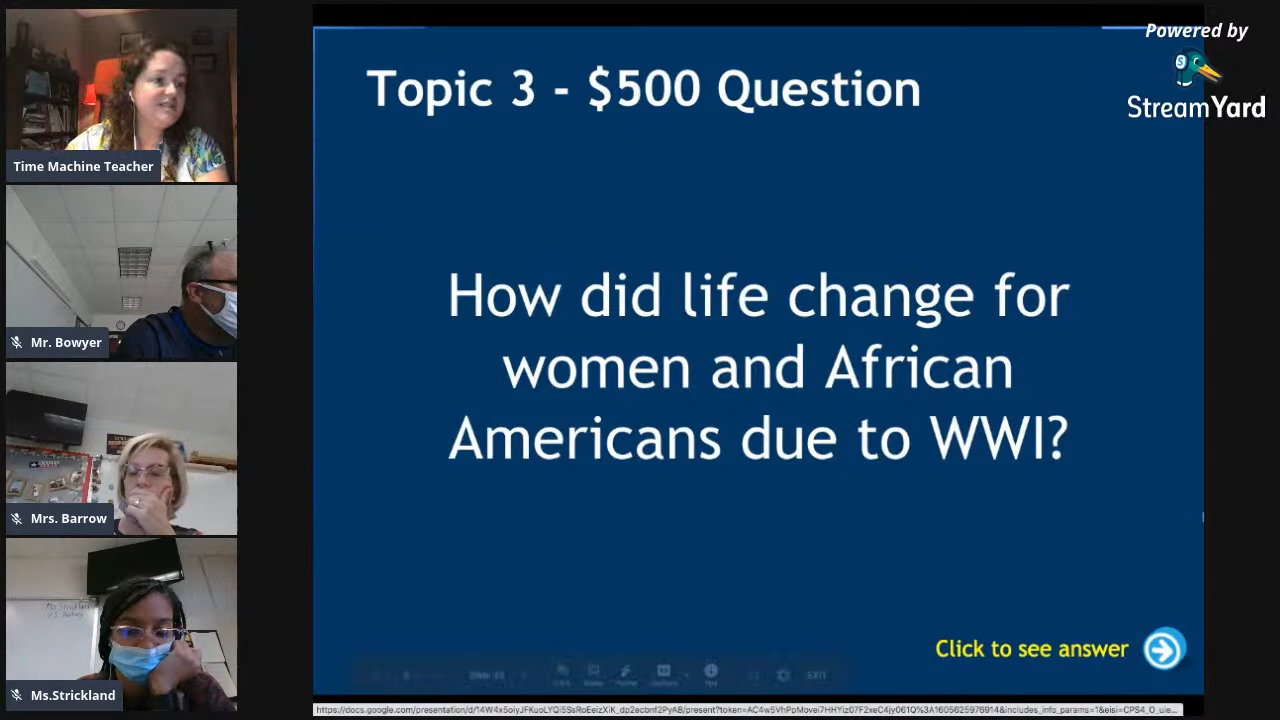 Powered by
StreamYard
Topic 3 - $500 Question
How did life change for
women and African
Americans due to WWI?
Click to see answer
EXIT
Time Machine Teacher
Mr. Bowyer
Mrs. Barrow
Ms.Strickland